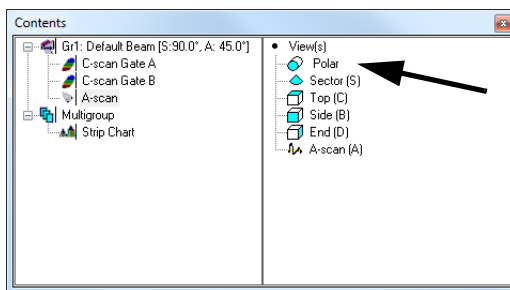 Contents
Gr1: Default Beam [S:90.0°, A: 45.0°]
C-scan Gate A
C-scan Gate B
A-scan
Multigroup
Strip Chart
View(s)
Polar
Sector (S)
Top (C)
Side (B)
End (D)
A-scan (A)